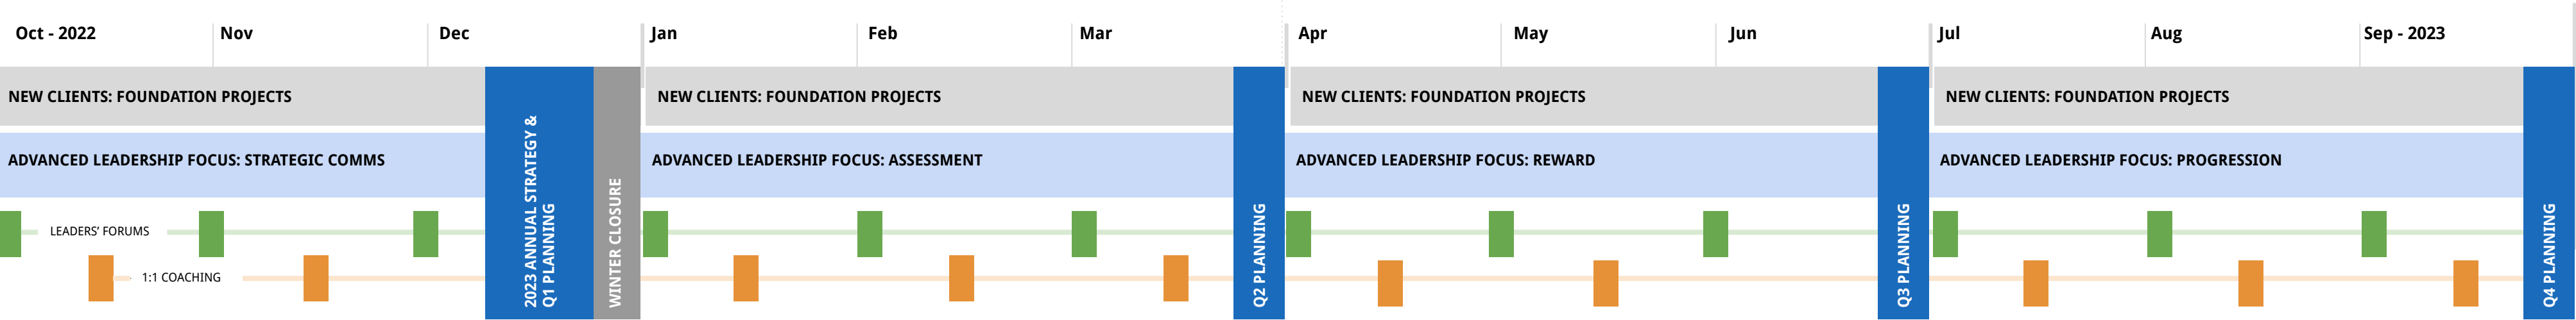 Oct - 2022
Nov
Dec
Jan
Feb
Mar
Apr
May
Jun
Jul
Aug
Sep - 2023
NEW CLIENTS: FOUNDATION PROJECTS
NEW CLIENTS: FOUNDATION PROJECTS
NEW CLIENTS: FOUNDATION PROJECTS
NEW CLIENTS: FOUNDATION PROJECTS
ADVANCED LEADERSHIP FOCUS: STRATEGIC COMMS
ADVANCED LEADERSHIP FOCUS: ASSESSMENT
ADVANCED LEADERSHIP FOCUS: REWARD
ADVANCED LEADERSHIP FOCUS: PROGRESSION
2023 ANNUAL STRATEGY &
Q1 PLANNING
WINTER CLOSURE
Q2 PLANNING
Q3 PLANNING
Q4 PLANNING
LEADERS’ FORUMS
1:1 COACHING